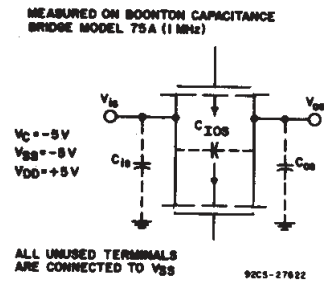 MEASURED ON BOONTON CAPACITANCE
BRIDGE MODEL 75A (1 MHz)
Vis
Vos
CIOS
VC=-5V
VSS=-5V
VDD=+5V
Cis
Cos
ALL UNUSED TERMINALS
ARE CONNECTED TO VSS
92CS-27622